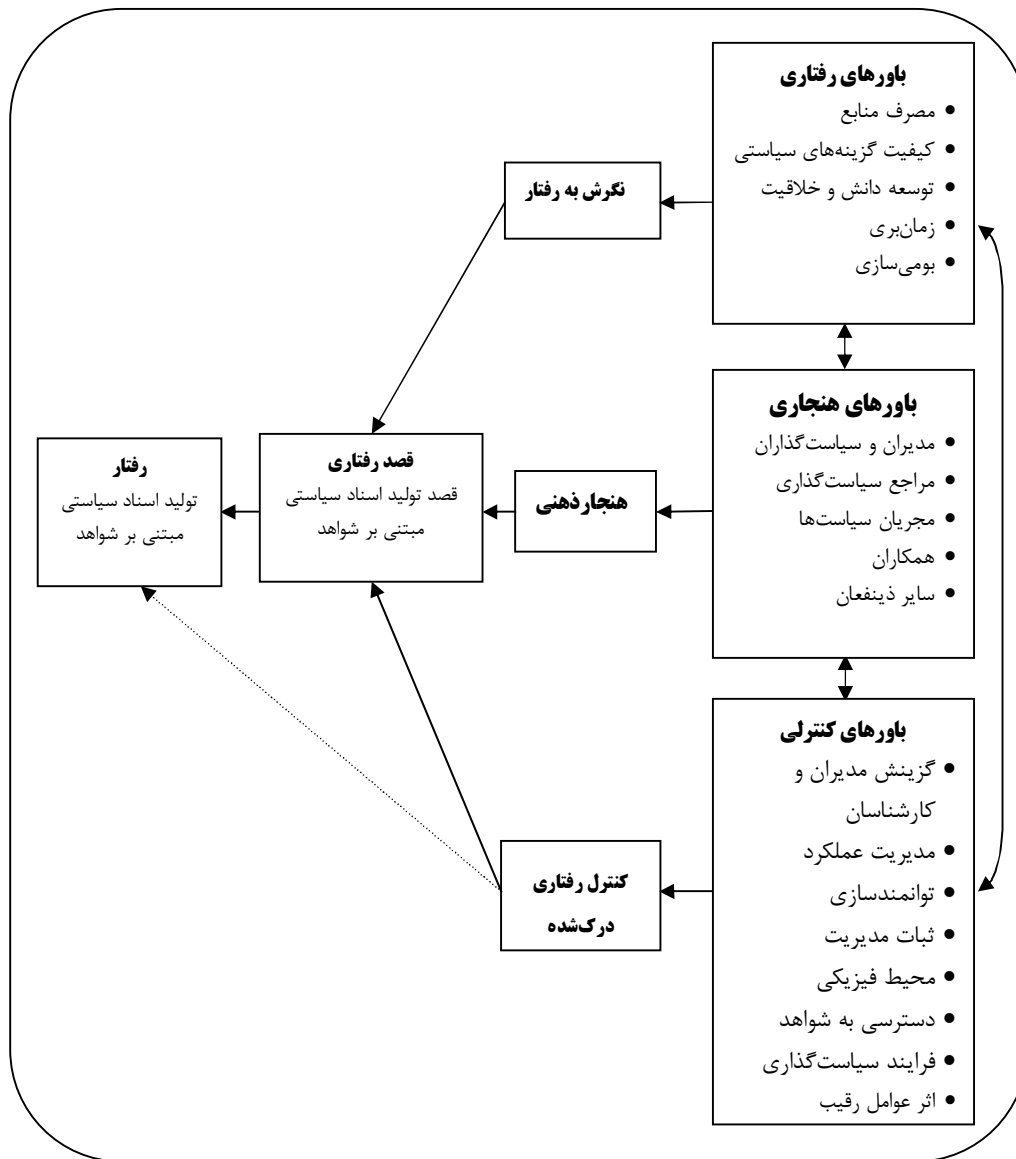 باورهای رفتاری
• مصرف منابع
• کیفیت گزینه‌های سیاستی
• توسعه دانش و خلاقیت
• زمان‌بری
• بومی‌سازی
نگرش به رفتار
باورهای هنجاری
• مدیران و سیاست‌گذاران
• مراجع سیاست‌گذاری
• مجریان سیاست‌ها
• همکاران
• سایر ذینفعان
هنجارذهنی
قصد رفتاری
قصد تولید اسناد سیاستی
مبتنی بر شواهد
رفتار
تولید اسناد سیاستی
مبتنی بر شواهد
باورهای کنترلی
• گزینش مدیران و
کارشناسان
• مدیریت عملکرد
• توانمندسازی
• ثبات مدیریت
• محیط فیزیکی
• دسترسی به شواهد
• فرایند سیاست‌گذاری
• اثر عوامل رقیب
کنترل رفتاری
درک‌شده